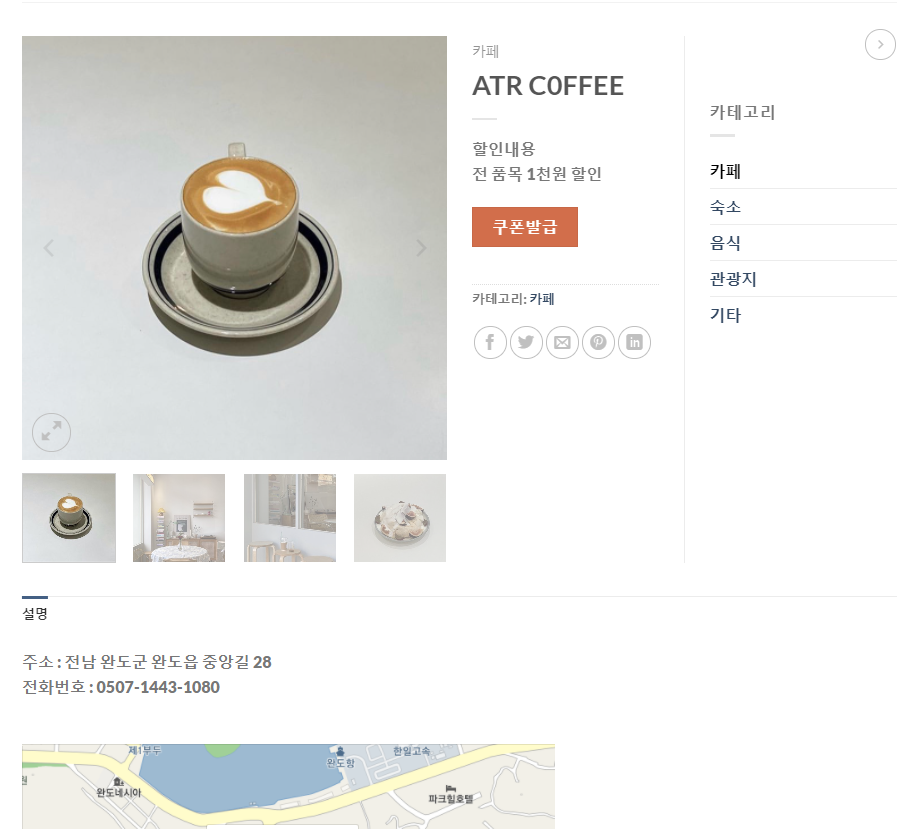 카페
ATR C0FFEE
할인내용
전 품목 1천원 할인
쿠폰발급
카테고리: 카페
카테고리
카페
숙소
음식
관광지
기타
설명
주소 : 전남 완도군 완도읍 중앙길 28
전화번호 : 0507-1443-1080
제1부두
한일고속
완도항
원
완도네시아
파크힐호텔